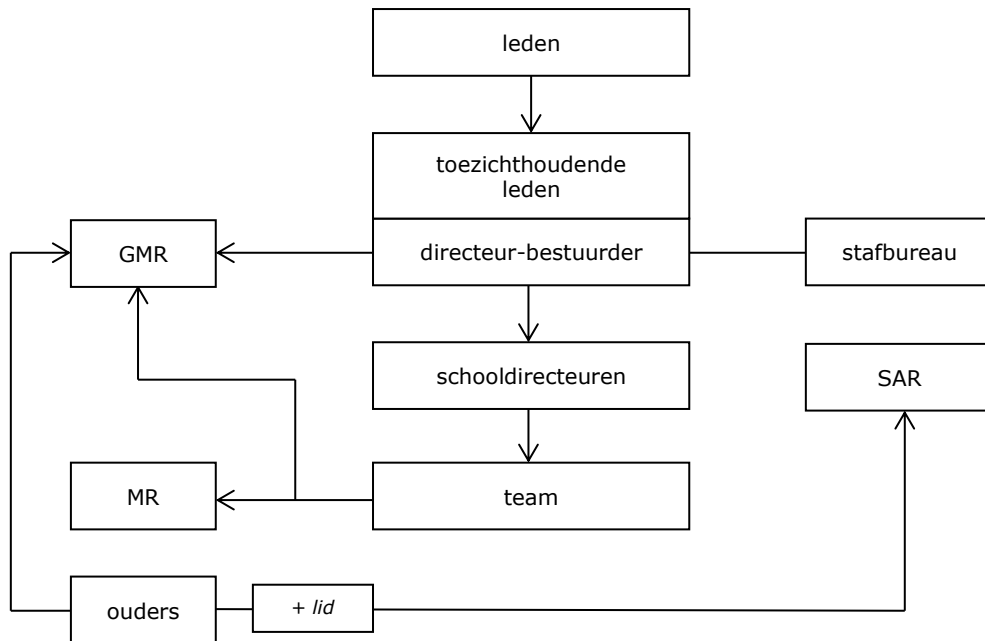 leden
toezichthoudende
leden
GMR
directeur-bestuurder
stafbureau
schooldirecteuren
SAR
MR
team
ouders
+ lid